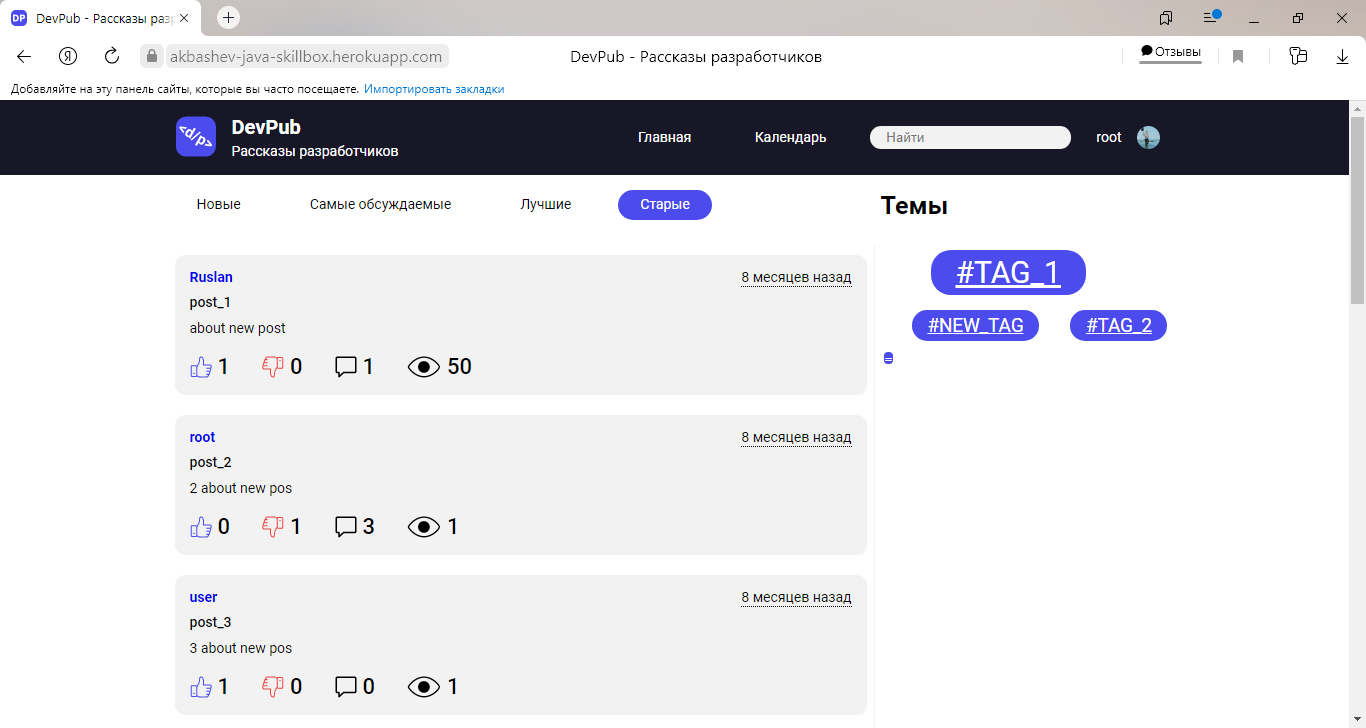 DP DevPub - Рассказы раз
akbashev-java-skillbox.herokuapp.com DevPub - Рассказы разработчиков Отзывы
Добавляйте на эту панель сайты, которые вы часто посещаете. Импортировать закладки
<d/p> DevPub
Рассказы разработчиков
Главная Календарь Найти root
Новые Самые обсуждаемые Лучшие Старые
Ruslan 8 месяцев назад
post_1
about new post
1 0 1 50
root 8 месяцев назад
post_2
2 about new pos
0 1 3 1
user 8 месяцев назад
post_3
3 about new pos
1 0 0 1
Темы
#TAG_1
#NEW_TAG #TAG_2